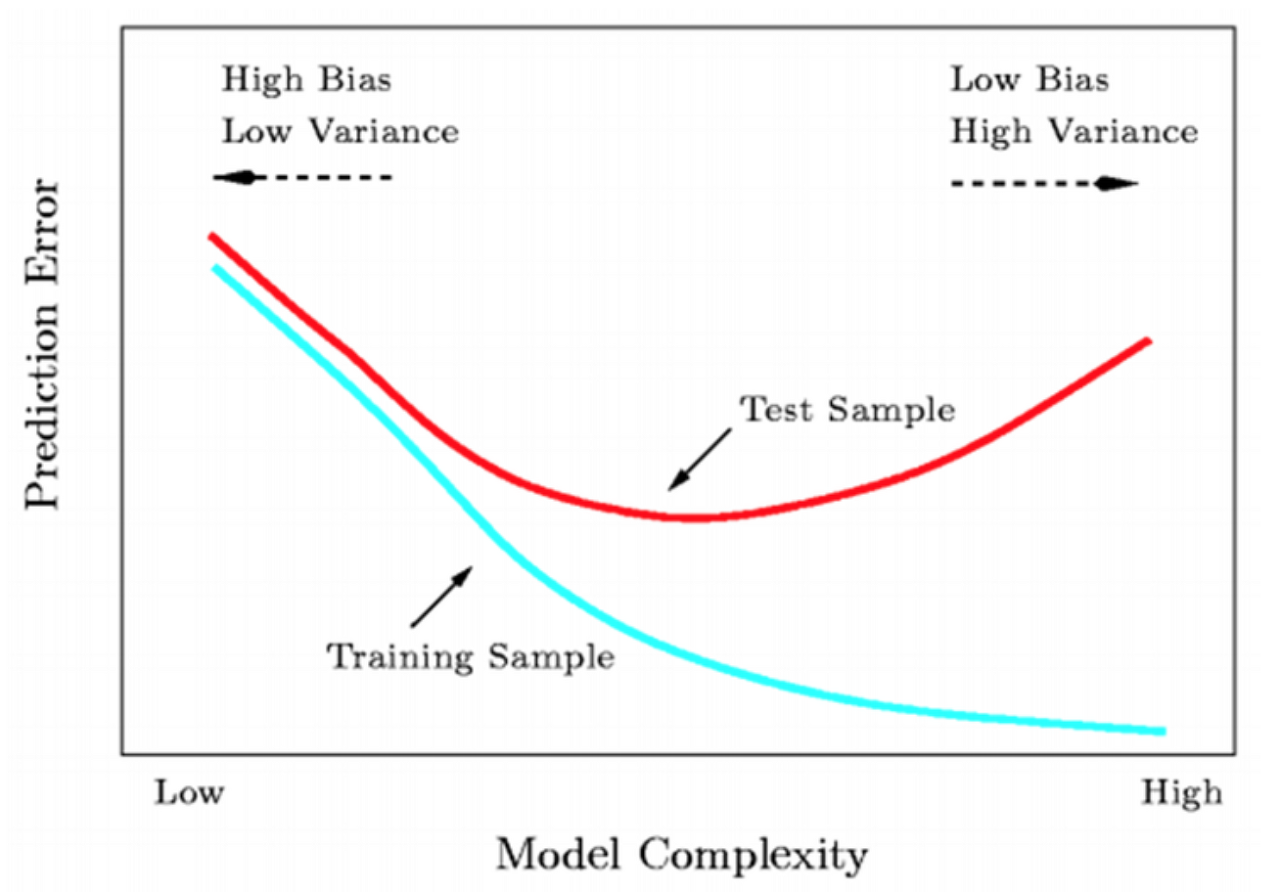 High Bias
Low Variance
Low Bias
High Variance
Prediction Error
Test Sample
Training Sample
Low
High
Model Complexity